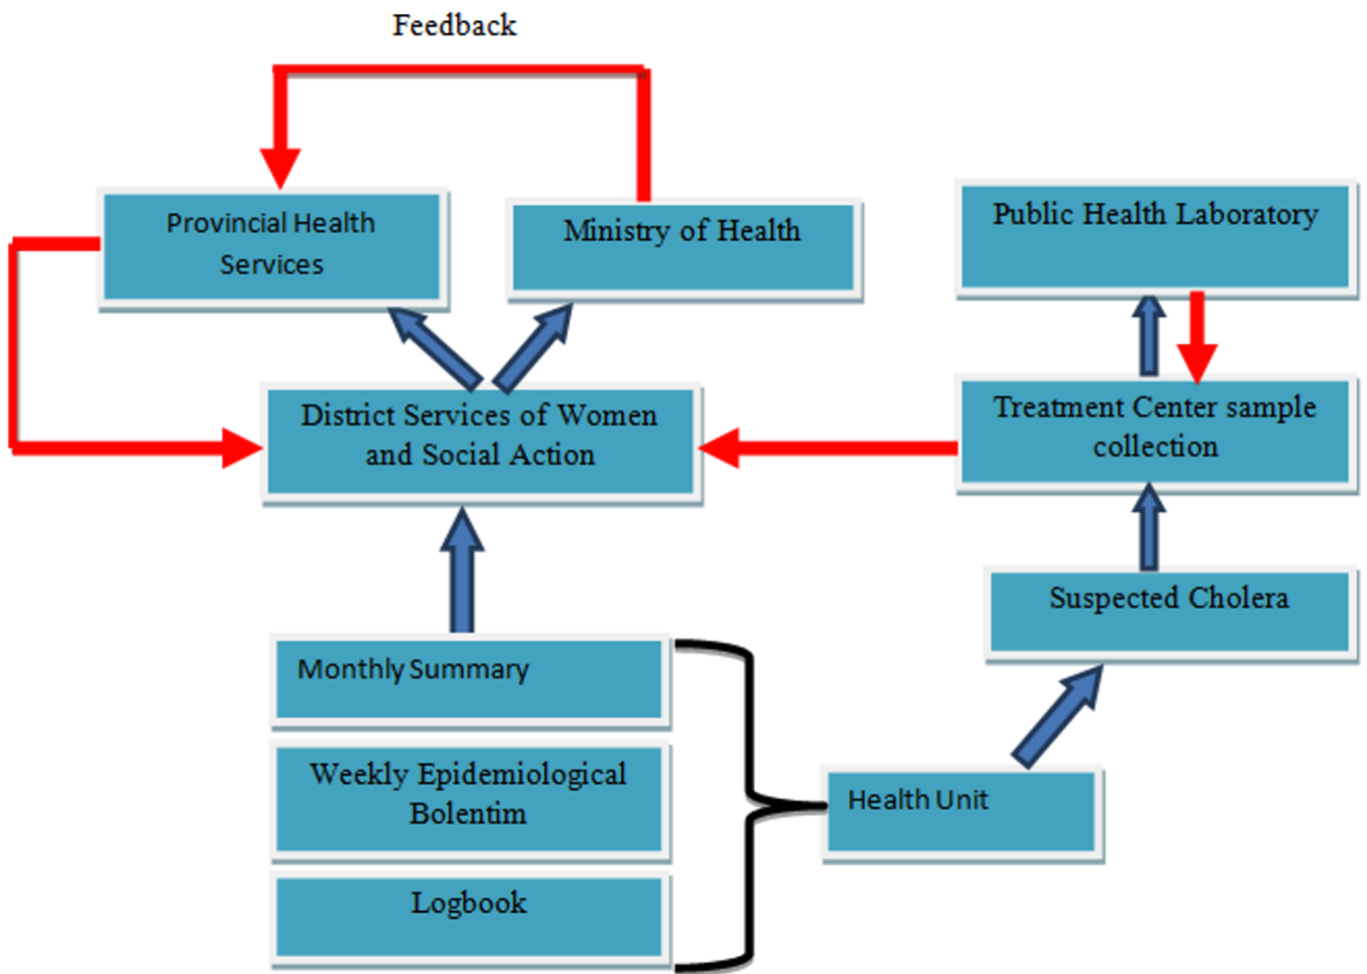 Feedback
Provincial Health
Services
Ministry of Health
Public Health Laboratory
District Services of Women
and Social Action
Treatment Center sample
collection
Suspected Cholera
Monthly Summary
Weekly Epidemiological
Bolentim
Health Unit
Logbook